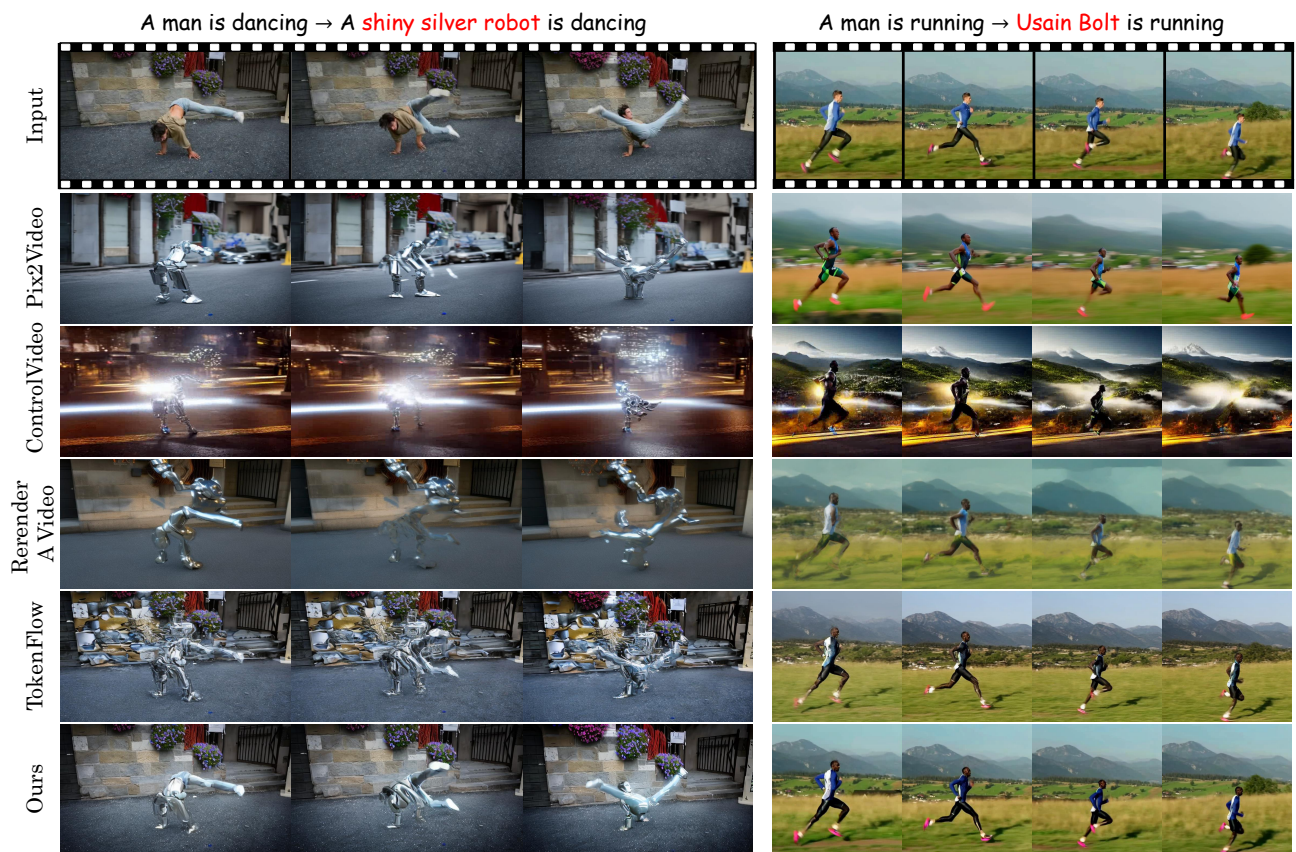 A man is dancing → A shiny silver robot is dancing
A man is running → Usain Bolt is running
Input
Pix2Video
ControlVideo
Rerender
A Video
TokenFlow
Ours